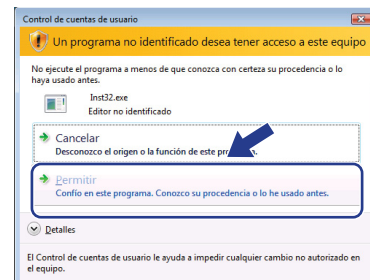 Control de cuentas de usuario
Un programa no identificado desea tener acceso a este equipo
No ejecute el programa a menos de que conozca con certeza su procedencia o lo
haya usado antes.
Inst32.exe
Editor no identificado
Cancelar
Desconozco el origen o la función de este programa.
Permitir
Confío en este programa. Conozco su procedencia o lo he usado antes.
Detalles
El Control de cuentas de usuario le ayuda a impedir cualquier cambio no autorizado en
el equipo.